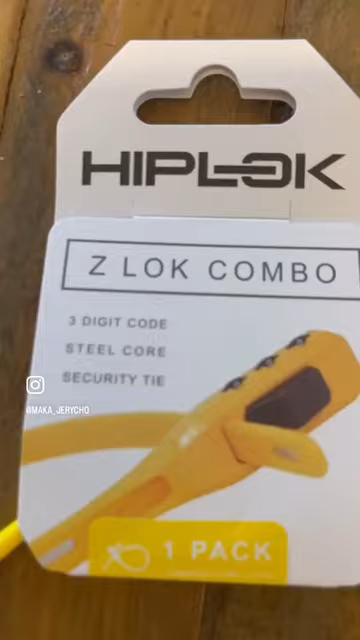 HIPLOK
Z LOK COMBO
3 DIGIT CODE
STEEL CORE
SECURITY TIE
@MAKA_JERYCHO
1 PACK